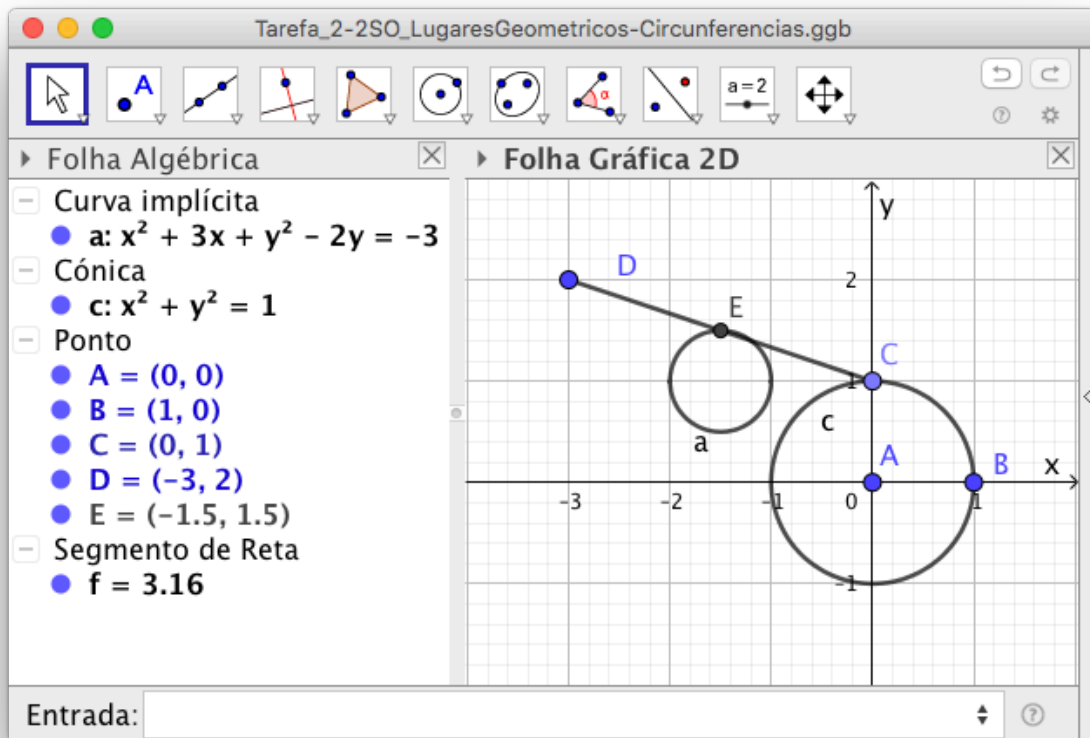 Tarefa_2-2SO_LugaresGeometricos-Circunferencias.ggb
A
α
a=2
Folha Algébrica
Curva implícita
a: x² + 3x + y² − 2y = −3
Cónica
c: x² + y² = 1
Ponto
A = (0, 0)
B = (1, 0)
C = (0, 1)
D = (−3, 2)
E = (−1.5, 1.5)
Segmento de Reta
f = 3.16
Folha Gráfica 2D
y
D
2
E
C
1
c
a
A
B
x
-3
-2
-1
0
1
-1
Entrada: